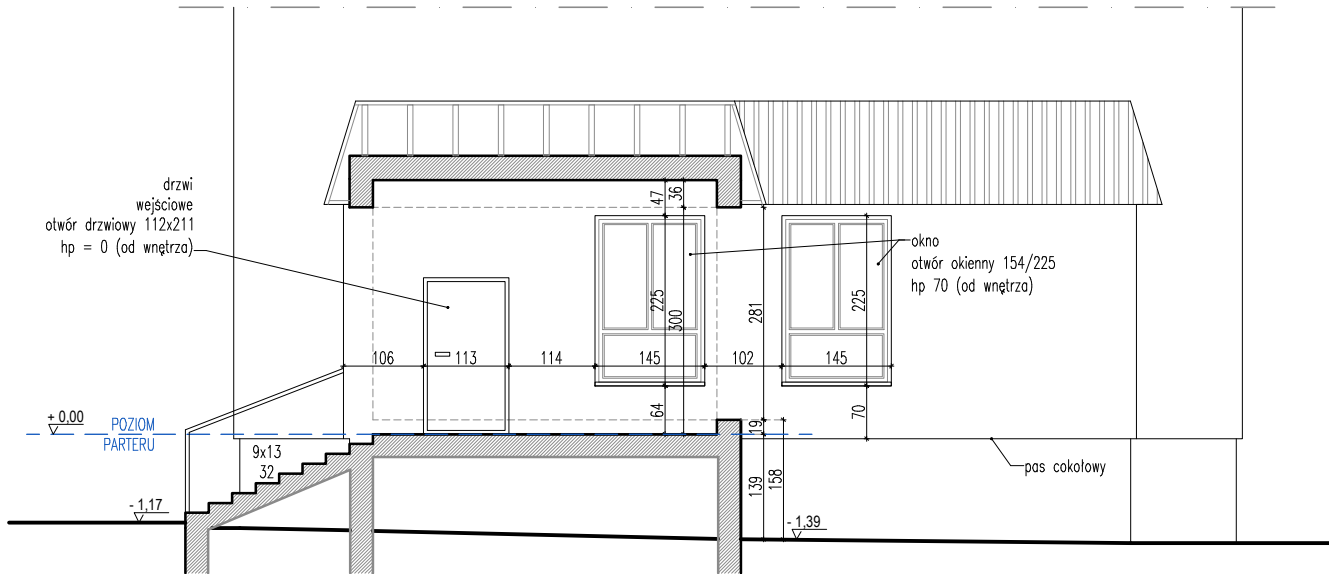 drzwi
wejściowe
otwór drzwiowy 112x211
hp = 0 (od wnętrza)
47
36
okno
otwór okienny 154/225
hp 70 (od wnętrza)
225
300
281
225
106
113
114
145
102
145
64
19
70
+ 0,00
POZIOM
PARTERU
9x13
32
139
158
pas cokołowy
- 1,17
- 1,39